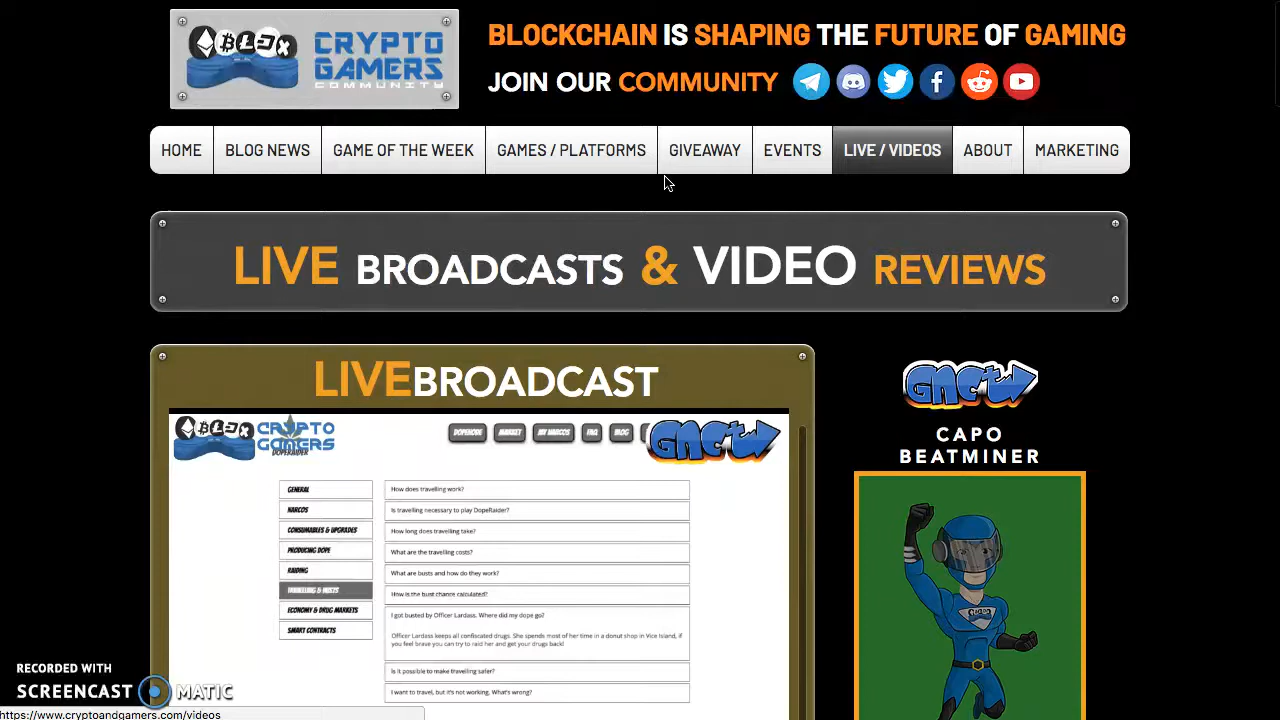 CRYPTO
GAMERS
COMMUNITY
BLOCKCHAIN IS SHAPING THE FUTURE OF GAMING
JOIN OUR COMMUNITY
HOME
BLOG NEWS
GAME OF THE WEEK
GAMES / PLATFORMS
GIVEAWAY
EVENTS
LIVE / VIDEOS
ABOUT
MARKETING
LIVE BROADCASTS & VIDEO REVIEWS
LIVEBROADCAST
CRYPTO
GAMERS
DOPERAIDER
DOPEMODE
MARKET
MY NARCOS
FAQ
BLOG
GNCW
GENERAL
NARCOS
CONSUMABLES & UPGRADES
PRODUCING DOPE
RAIDING
TRAVELLING & BUSTS
ECONOMY & DRUG MARKETS
SMART CONTRACTS
How does travelling work?
Is travelling necessary to play DopeRaider?
How long does travelling take?
What are the travelling costs?
What are busts and how do they work?
How is the bust chance calculated?
I got busted by Officer Lardass. Where did my dope go?
Officer Lardass keeps all confiscated drugs. She spends most of her time in a donut shop in Vice Island, if
you feel brave you can try to raid her and get your drugs back!
Is it possible to make travelling safer?
I want to travel, but it's not working. What's wrong?
GNCW
CAPO
BEATMINER
RECORDED WITH
SCREENCAST MATIC
https://www.cryptoandgamers.com/videos